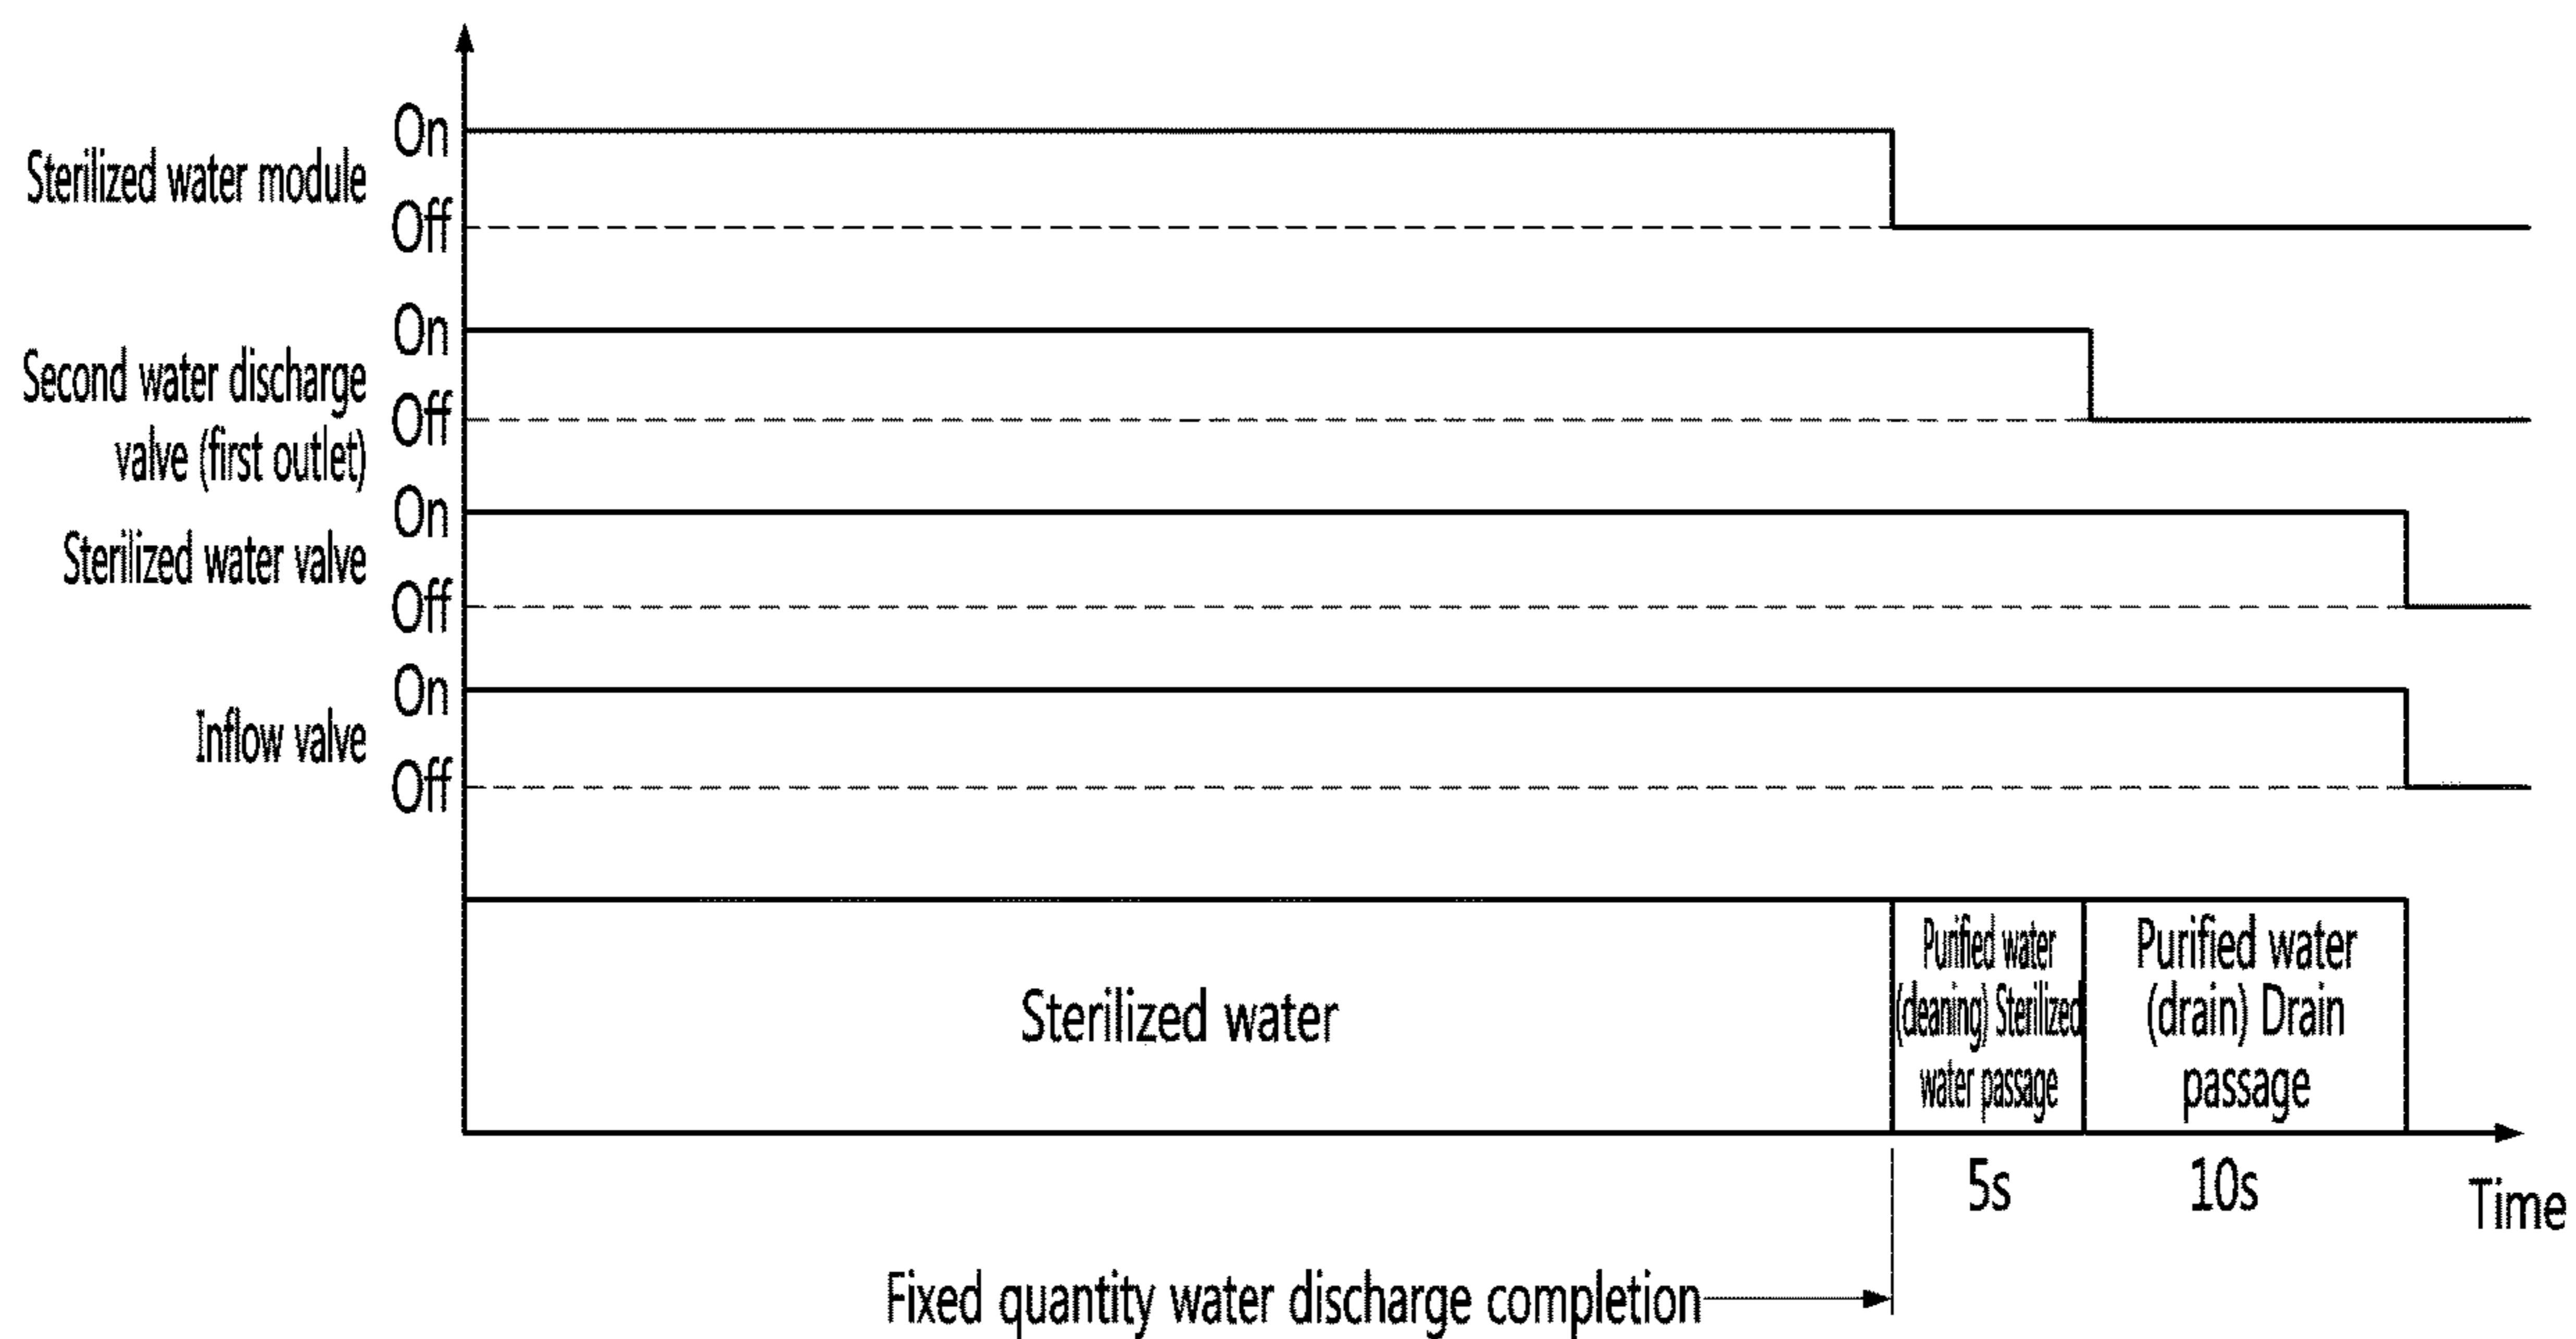 On
Sterilized water module
Off
On
Second water discharge
valve (first outlet)
Off
On
Sterilized water valve
Off
On
Inflow valve
Off
Sterilized water
Purified water
(cleaning) Sterilized
water passage
Purified water
(drain) Drain
passage
5s
10s
Time
Fixed quantity water discharge completion